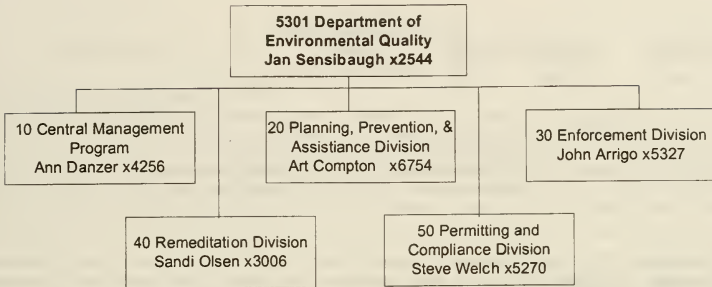 5301 Department of
Environmental Quality
Jan Sensibaugh x2544
10 Central Management
Program
Ann Danzer x4256
20 Planning, Prevention, &
Assistiance Division
Art Compton x6754
30 Enforcement Division
John Arrigo x5327
40 Remeditation Division
Sandi Olsen x3006
50 Permitting and
Compliance Division
Steve Welch x5270